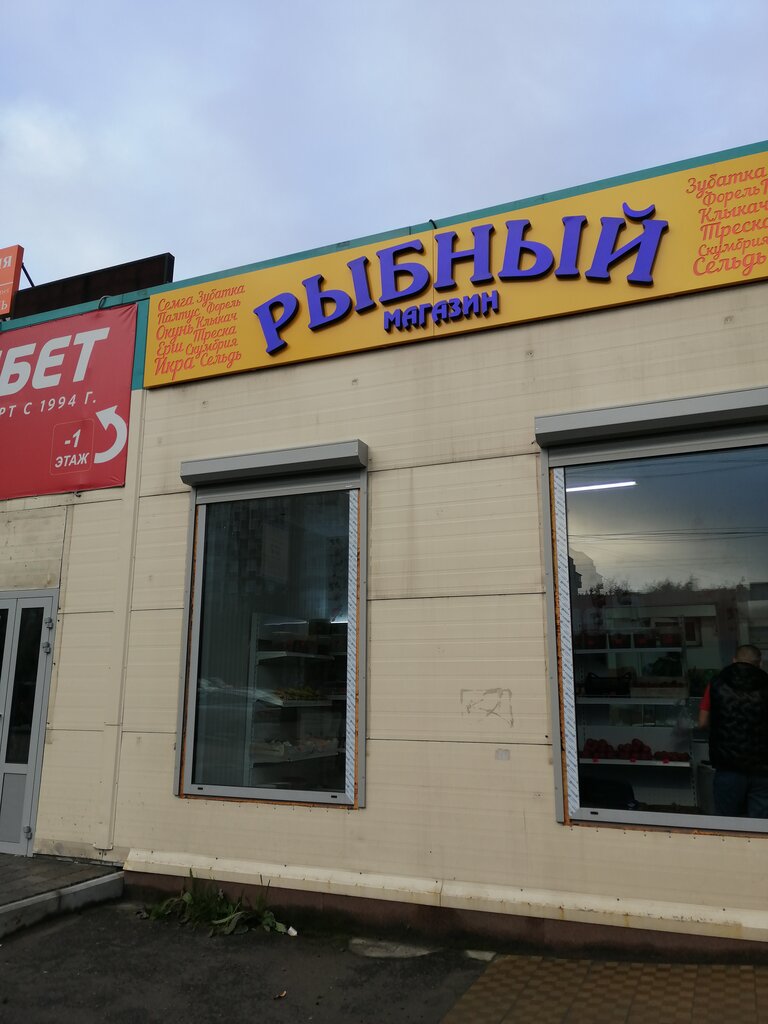 РЫБНЫЙ
МАГАЗИН
Семга Зубатка
Палтус Форель
Окунь Клыкач
Ерш Треска
Скумбрия
Икра Сельдь
Зубатка
Форель
Клыкач
Треска
Скумбрия
Сельдь
БЕТ
РТ С 1994 Г.
-1
ЭТАЖ